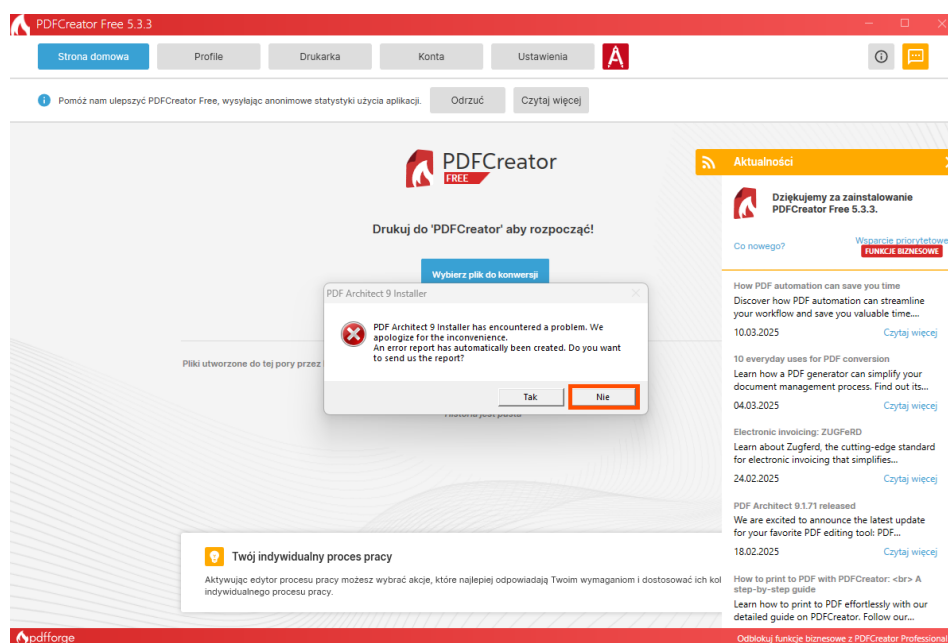 PDFCreator Free 5.3.3
Strona domowa
Profile
Drukarka
Konta
Ustawienia
Pomóż nam ulepszyć PDFCreator Free, wysyłając anonimowe statystyki użycia aplikacji.
Odrzuć
Czytaj więcej
PDFCreator
FREE
Drukuj do 'PDFCreator' aby rozpocząć!
Wybierz plik do konwersji
PDF Architect 9 Installer
PDF Architect 9 Installer has encountered a problem. We
apologize for the inconvenience.
An error report has automatically been created. Do you want
to send us the report?
Tak
Nie
Pliki utworzone do tej pory przez
Historia jest pusta
Twój indywidualny proces pracy
Aktywując edytor procesu pracy możesz wybrać akcje, które najlepiej odpowiadają Twoim wymaganiom i dostosować ich kol
indywidualnego procesu pracy.
Aktualności
Dziękujemy za zainstalowanie
PDFCreator Free 5.3.3.
Co nowego?
Wsparcie priorytetowe
FUNKCJE BIZNESOWE
How PDF automation can save you time
Discover how PDF automation can streamline
your workflow and save you valuable time....
10.03.2025
Czytaj więcej
10 everyday uses for PDF conversion
Learn how a PDF generator can simplify your
document management process. Find out its...
04.03.2025
Czytaj więcej
Electronic invoicing: ZUGFeRD
Learn about Zugferd, the cutting-edge standard
for electronic invoicing that simplifies...
24.02.2025
Czytaj więcej
PDF Architect 9.1.71 released
We are excited to announce the latest update
for your favorite PDF editing tool: PDF...
18.02.2025
Czytaj więcej
How to print to PDF with PDFCreator: <br> A
step-by-step guide
Learn how to print to PDF effortlessly with our
detailed guide on PDFCreator. Follow our...
pdfforge
Odblokuj funkcje biznesowe z PDFCreator Professional